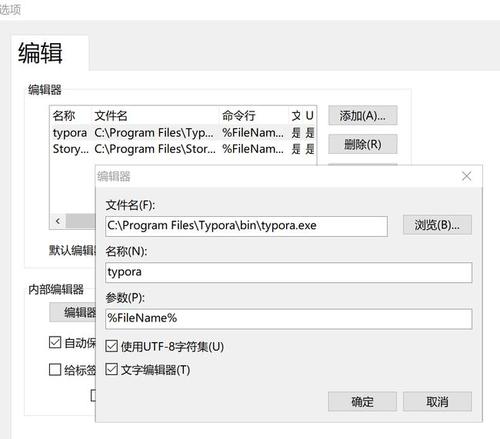 选项
编辑
编辑器
名称 文件名 命令行 文 U
typora C:\Program Files\Typ... %FileNam... 是 是
Story... C:\Program Files\Stor... %FileNam... 是 是
添加(A)...
删除(R)
默认编辑
内部编辑器
编辑器
自动保
给标签
编辑器
文件名(F):
C:\Program Files\Typora\bin\typora.exe
浏览(B)...
名称(N):
typora
参数(P):
%FileName%
使用UTF-8字符集(U)
文字编辑器(T)
确定
取消